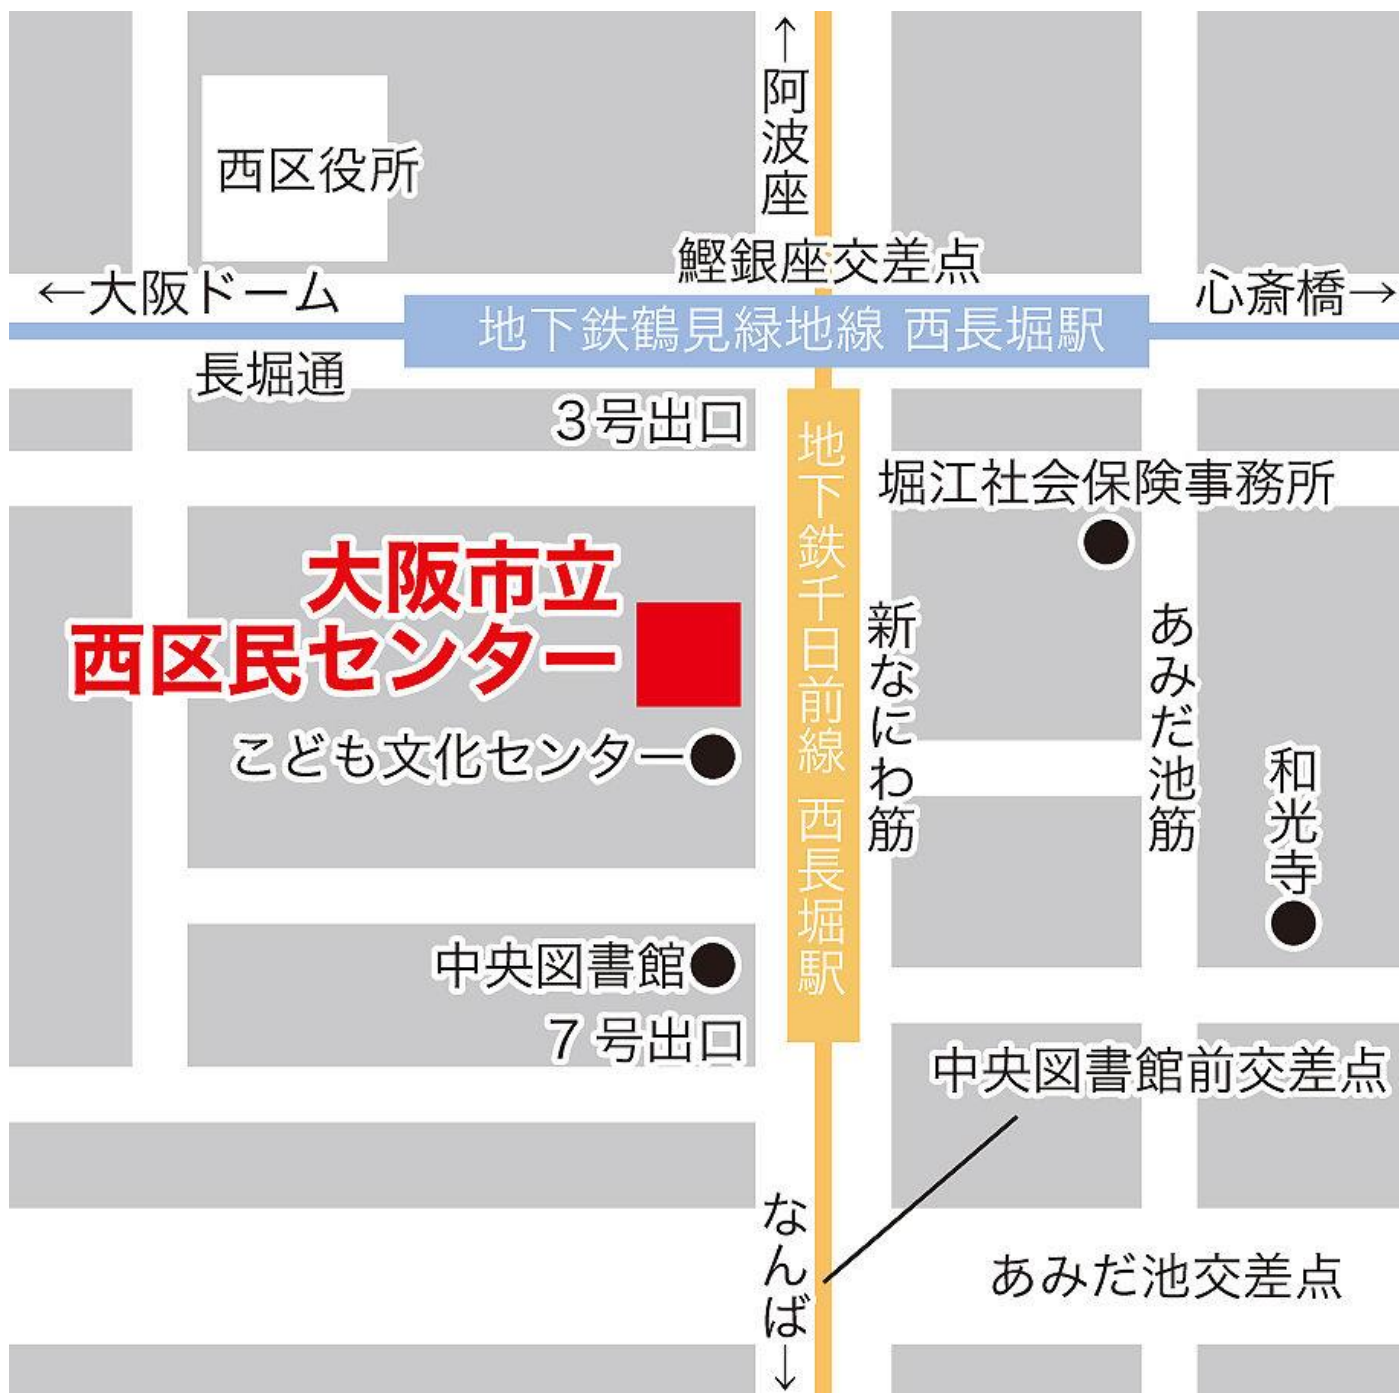 ↑阿波座
西区役所
鰹銀座交差点
←大阪ドーム
心斎橋→
地下鉄鶴見緑地線 西長堀駅
長堀通
3号出口
地下鉄千日前線 西長堀駅
堀江社会保険事務所
大阪市立
西区民センター
新なにわ筋
あみだ池筋
こども文化センター
和光寺
中央図書館
7号出口
中央図書館前交差点
なんば→
あみだ池交差点